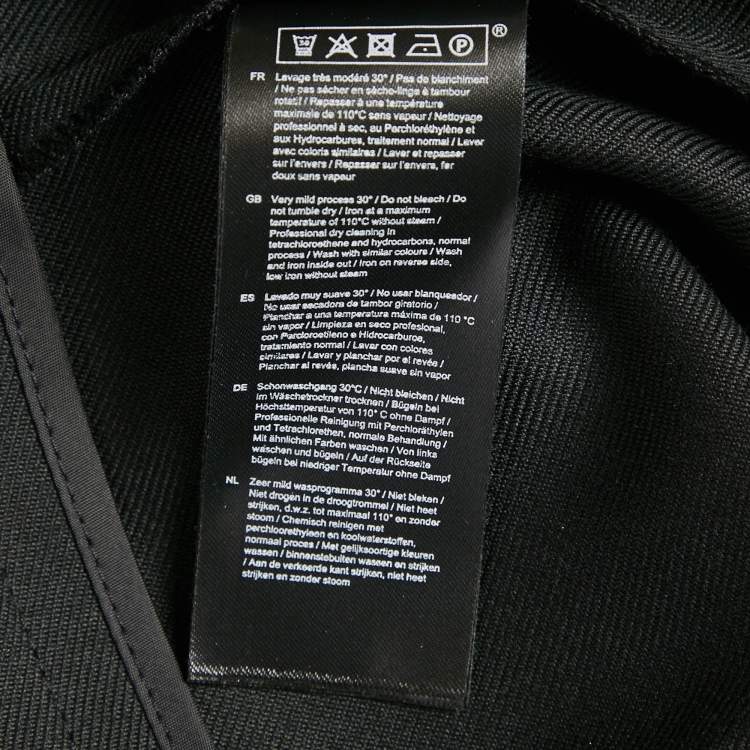 30 P ®
FR Lavage très modéré 30° / Pas de blanchiment
/ Ne pas sécher en sèche-linge à tambour
rotatif / Repasser à une température
maximale de 110°C sans vapeur / Nettoyage
professionnel à sec, au Perchloréthylène et
aux Hydrocarbures, traitement normal / Laver
avec coloris similaires / Laver et repasser
sur l'envers / Repasser sur l'envers, fer
doux sans vapeur
GB Very mild process 30° / Do not bleach / Do
not tumble dry / Iron at a maximum
temperature of 110°C without steam /
Professional dry cleaning in
tetrachloroethene and hydrocarbons, normal
process / Wash with similar colours / Wash
and iron inside out / Iron on reverse side,
low iron without steam
ES Lavado muy suave 30° / No usar blanqueador /
No usar secadora de tambor giratorio /
Planchar a una temperatura máxima de 110 °C
sin vapor / Limpieza en seco profesional,
con Parcloroetileno e Hidrocarburos,
tratamiento normal / Lavar con colores
similares / Lavar y planchar por el revés /
Planchar al revés, plancha suave sin vapor
DE Schonwaschgang 30°C / Nicht bleichen / Nicht
im Wäschetrockner trocknen / Bügeln bei
Höchsttemperatur von 110° C ohne Dampf /
Professionelle Reinigung mit Perchloräthylen
und Tetrachlorethen, normale Behandlung /
Mit ähnlichen Farben waschen / Von links
waschen und bügeln / Auf der Rückseite
bügeln bei niedriger Temperatur ohne Dampf
NL Zeer mild wasprogramma 30° / Niet bleken /
Niet drogen in de droogtrommel / Niet heet
strijken, d.w.z. tot maximaal 110° en zonder
stoom / Chemisch reinigen met
perchloorethyleen en koolwaterstoffen,
normaal proces / Met gelijksoortige kleuren
wassen / binnenstebuiten wassen en strijken
/ Aan de verkeerde kant strijken, niet heet
strijken en zonder stoom